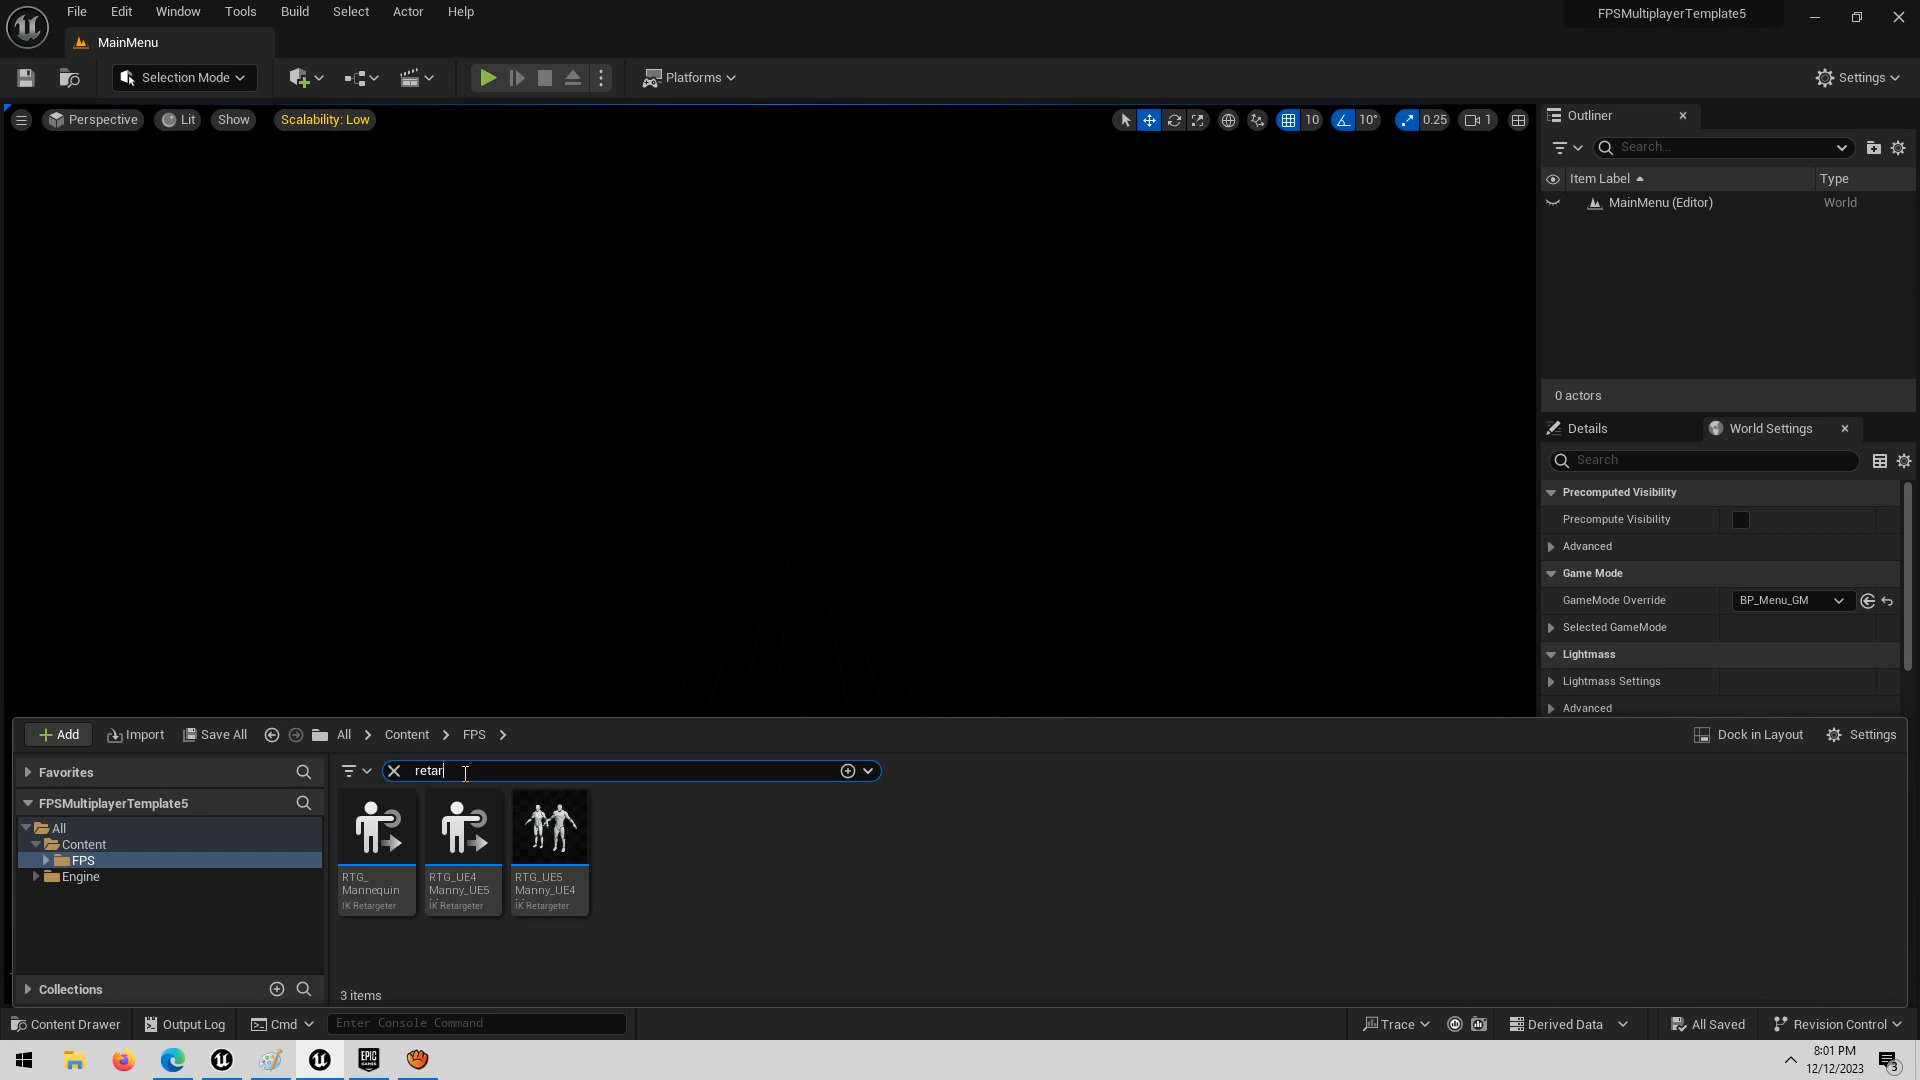 File Edit Window Tools Build Select Actor Help
FPSMultiplayerTemplate5
MainMenu
Selection Mode
Platforms
Settings
Perspective Lit Show Scalability: Low
10 10° 0.25 1
Outliner
Search...
Item Label Type
MainMenu (Editor) World
0 actors
Details World Settings
Search
Precomputed Visibility
Precompute Visibility
Advanced
Game Mode
GameMode Override BP_Menu_GM
Selected GameMode
Lightmass
Lightmass Settings
Advanced
Add Import Save All All Content FPS
Dock in Layout Settings
Favorites
retar
FPSMultiplayerTemplate5
All
Content
FPS
Engine
RTG_
Mannequin
IK Retargeter
RTG_UE4
Manny_UE5
IK Retargeter
RTG_UE5
Manny_UE4
IK Retargeter
Collections
3 items
Content Drawer Output Log Cmd Enter Console Command
Trace Derived Data All Saved Revision Control
EPIC
GAMES
8:01 PM
12/12/2023
3